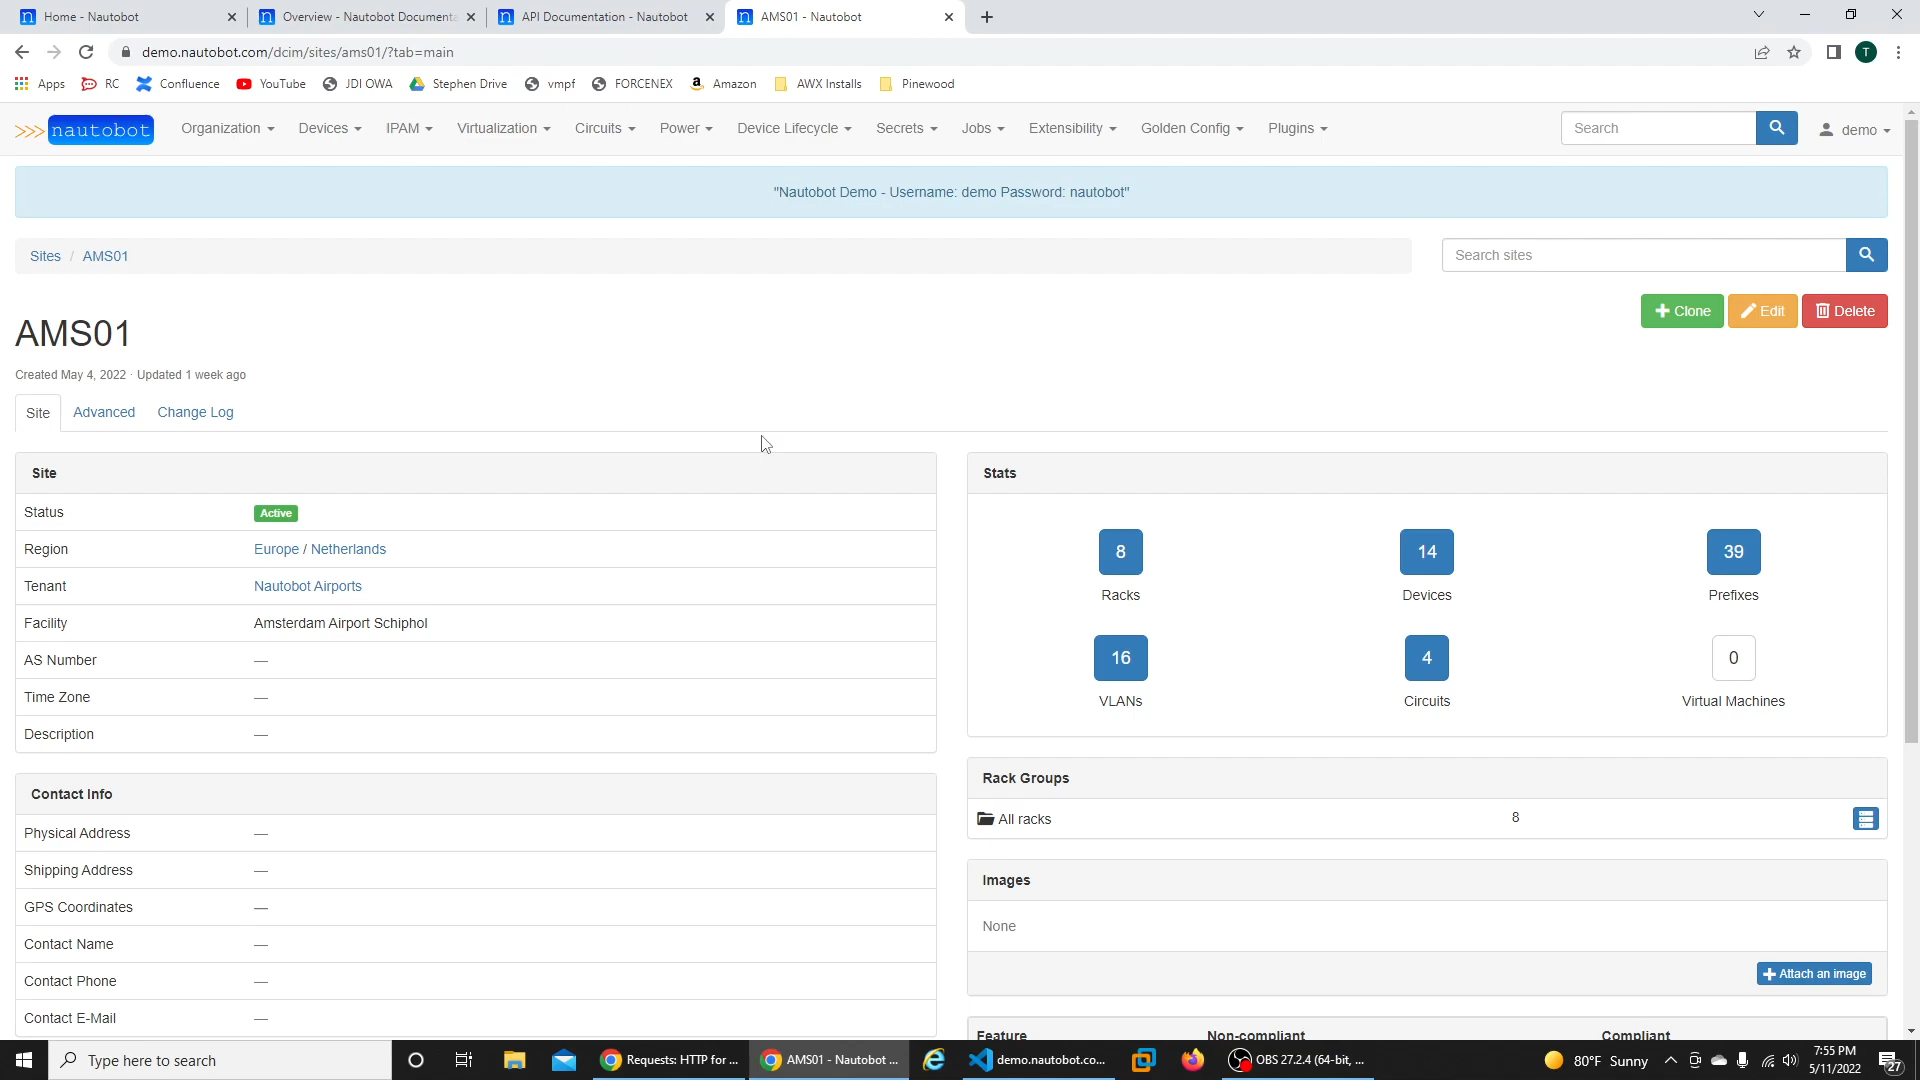 Home - Nautobot
Overview - Nautobot Documenta
API Documentation - Nautobot
AMS01 - Nautobot
demo.nautobot.com/dcim/sites/ams01/?tab=main
T
Apps RC Confluence YouTube JDI OWA Stephen Drive vmpf FORCENEX Amazon AWX Installs Pinewood
>>> nautobot Organization Devices IPAM Virtualization Circuits Power Device Lifecycle Secrets Jobs Extensibility Golden Config Plugins Search demo
"Nautobot Demo - Username: demo Password: nautobot"
Sites / AMS01
Search sites
Clone Edit Delete
AMS01
Created May 4, 2022 · Updated 1 week ago
Site Advanced Change Log
Site
Status Active
Region Europe / Netherlands
Tenant Nautobot Airports
Facility Amsterdam Airport Schiphol
AS Number —
Time Zone —
Description —
Contact Info
Physical Address —
Shipping Address —
GPS Coordinates —
Contact Name —
Contact Phone —
Contact E-Mail —
Stats
8 14 39
Racks Devices Prefixes
16 4 0
VLANs Circuits Virtual Machines
Rack Groups
All racks 8
Images
None
Attach an image
Feature Non-compliant Compliant
Type here to search
Requests: HTTP for ...
AMS01 - Nautobot ...
demo.nautobot.co...
OBS 27.2.4 (64-bit, ...
80°F Sunny
7:55 PM
5/11/2022
27